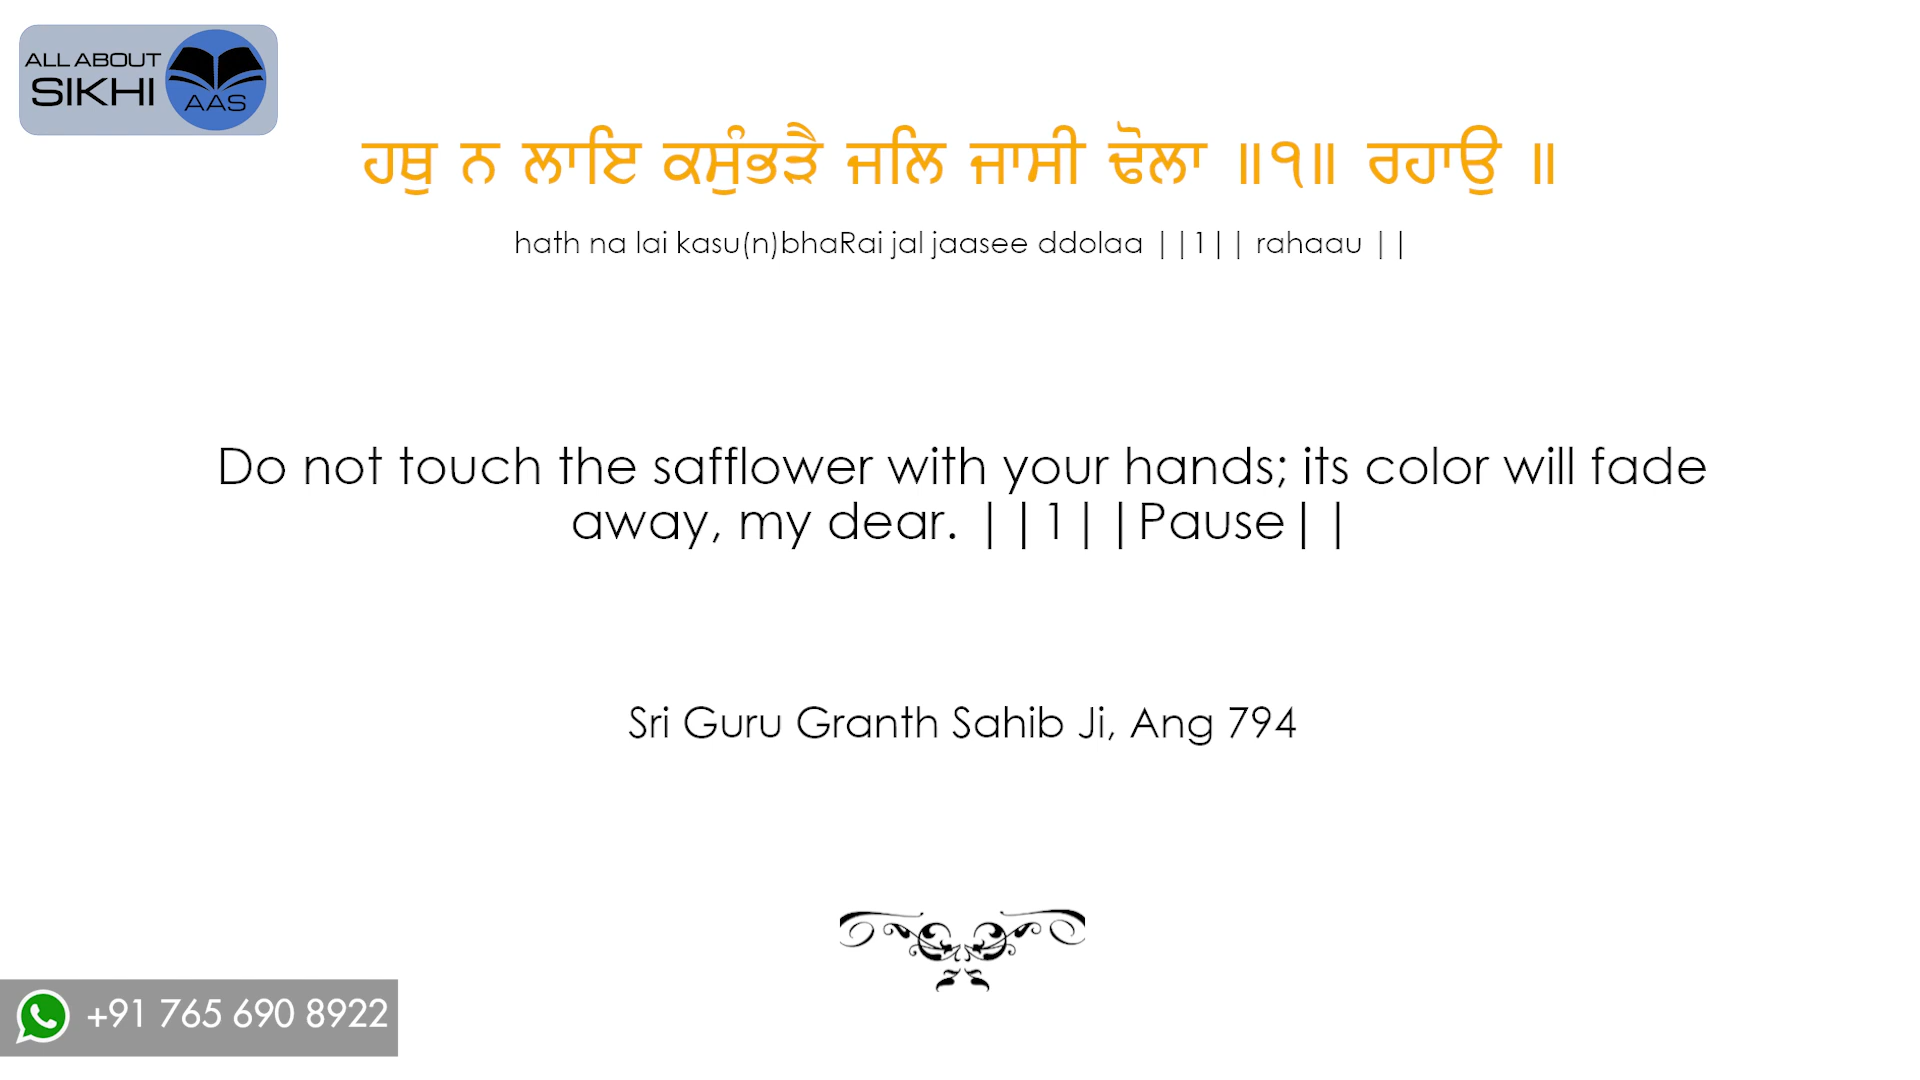 ALL ABOUT
SIKHI
AAS
ਹਥੁ ਨ ਲਾਇ ਕਸੁੰਭੜੈ ਜਲਿ ਜਾਸੀ ਢੋਲਾ ॥੧॥ ਰਹਾਉ ॥
hath na lai kasu(n)bhaRai jal jaasee ddolaa ||1|| rahaau ||
Do not touch the safflower with your hands; its color will fade
away, my dear. ||1||Pause||
Sri Guru Granth Sahib Ji, Ang 794
+91 765 690 8922